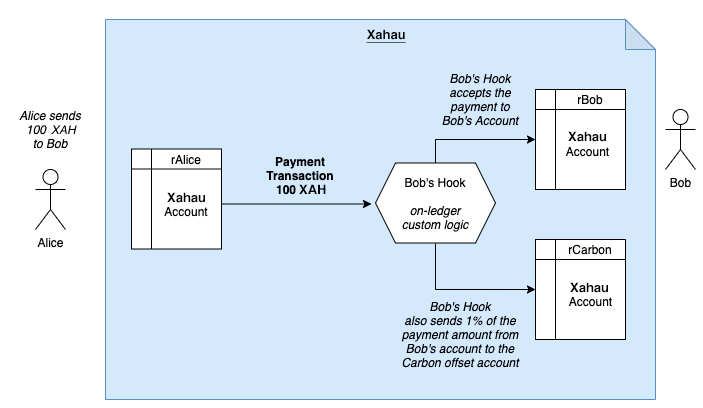 Xahau
Alice sends
100 XAH
to Bob
Alice
rAlice
Xahau
Account
Payment
Transaction
100 XAH
Bob's Hook
on-ledger
custom logic
Bob's Hook
accepts the
payment to
Bob's Account
rBob
Xahau
Account
Bob
Bob's Hook
also sends 1% of the
payment amount from
Bob's account to the
Carbon offset account
rCarbon
Xahau
Account